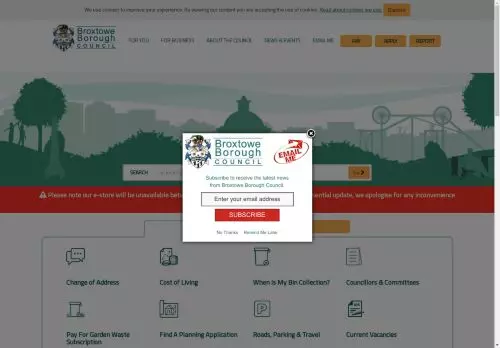 We use cookies to improve your experience. By viewing our content you are accepting the use of cookies. Read about cookies we use.
Broxtowe
Borough
COUNCIL
FOR YOU
FOR BUSINESS
ABOUT THE COUNCIL
NEWS & EVENTS
EMAIL ME
PAY
APPLY
REPORT
Broxtowe
Borough
COUNCIL
EMAIL
ME
Subscribe to receive the latest news
from Broxtowe Borough Council.
Enter your email address
SUBSCRIBE
No Thanks
Remind Me Later
SEARCH
Go
Please note our e-store will be unavailable
essential update, we apologise for any inconvenience
Change of Address
Cost of Living
When Is My Bin Collection?
Councillors & Committees
Pay For Garden Waste
Subscription
Find A Planning Application
Roads, Parking & Travel
Current Vacancies